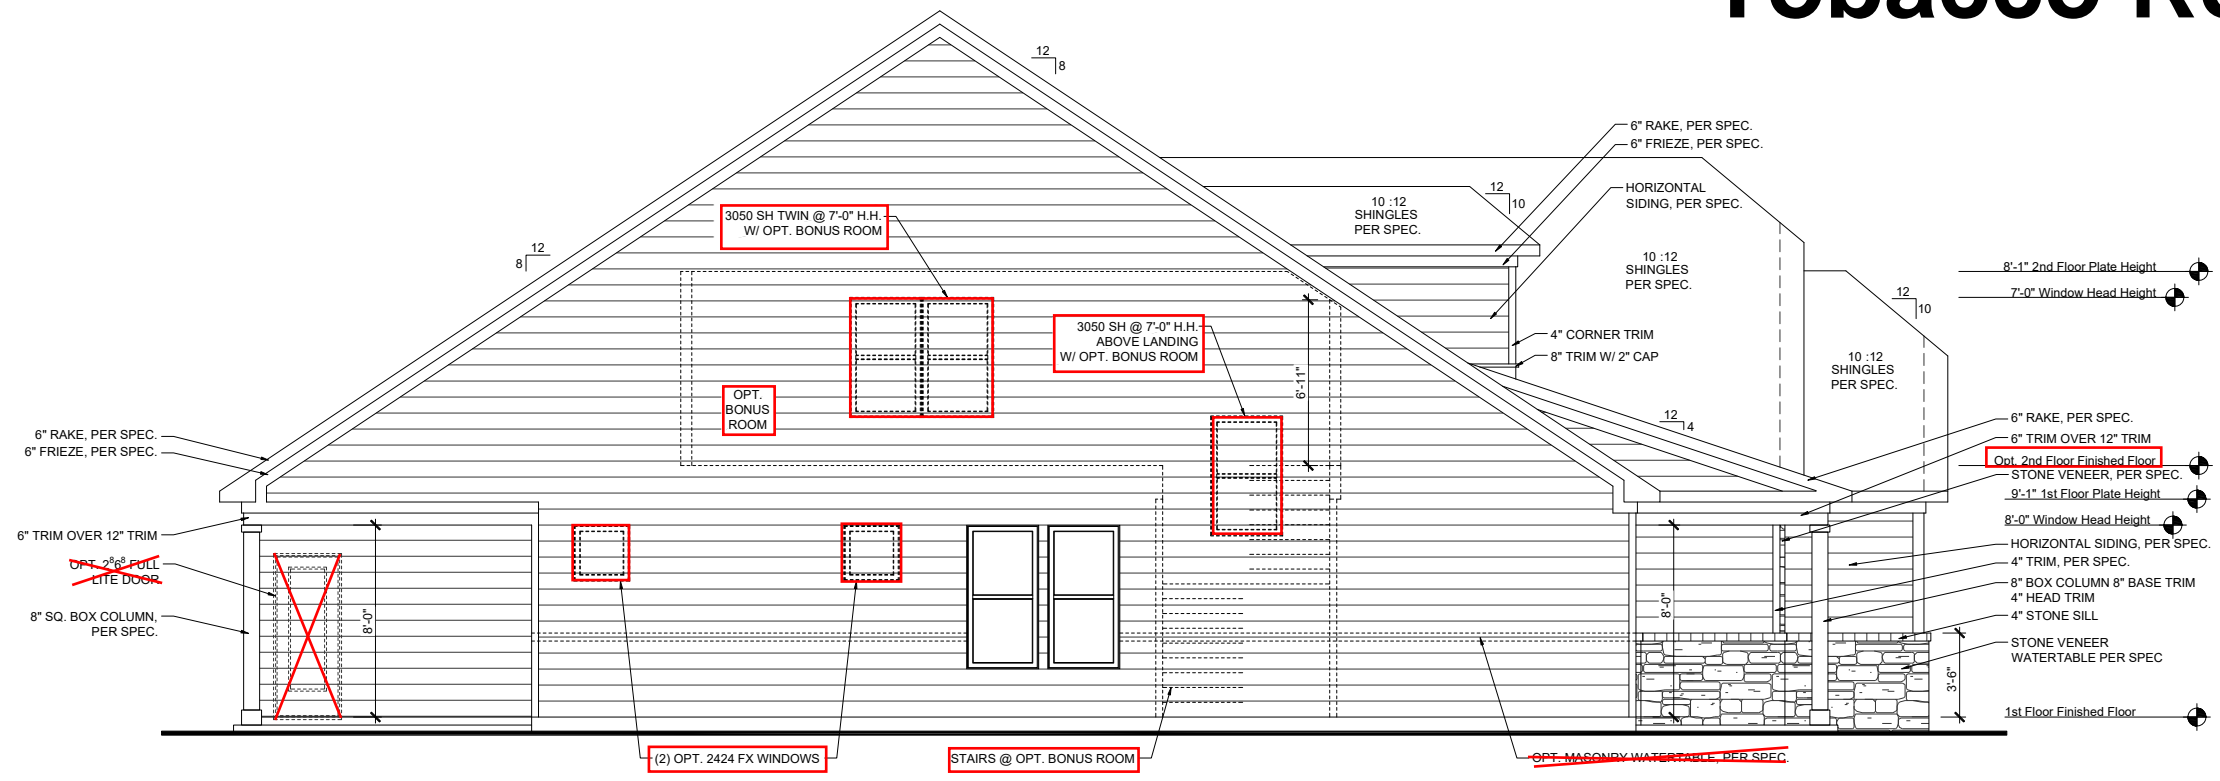 Tobacco Ro
12
8
12
8
3050 SH TWIN @ 7'-0" H.H.
W/ OPT. BONUS ROOM
3050 SH @ 7'-0" H.H.
ABOVE LANDING
W/ OPT. BONUS ROOM
OPT.
BONUS
ROOM
6'-11"
10 :12
SHINGLES
PER SPEC.
12
10
6" RAKE, PER SPEC.
6" FRIEZE, PER SPEC.
HORIZONTAL
SIDING, PER SPEC.
10 :12
SHINGLES
PER SPEC.
4" CORNER TRIM
8" TRIM W/ 2" CAP
12
10
10 :12
SHINGLES
PER SPEC.
12
4
8'-1" 2nd Floor Plate Height
7'-0" Window Head Height
6" RAKE, PER SPEC.
6" TRIM OVER 12" TRIM
Opt. 2nd Floor Finished Floor
STONE VENEER, PER SPEC.
9'-1" 1st Floor Plate Height
8'-0" Window Head Height
HORIZONTAL SIDING, PER SPEC.
4" TRIM, PER SPEC.
8" BOX COLUMN 8" BASE TRIM
4" HEAD TRIM
4" STONE SILL
STONE VENEER
WATERTABLE PER SPEC
3'-6"
1st Floor Finished Floor
6" RAKE, PER SPEC.
6" FRIEZE, PER SPEC.
6" TRIM OVER 12" TRIM
OPT. 2⁸6⁸ FULL
LITE DOOR
8" SQ. BOX COLUMN,
PER SPEC.
8'-0"
8'-0"
(2) OPT. 2424 FX WINDOWS
STAIRS @ OPT. BONUS ROOM
OPT. MASONRY WATERTABLE, PER SPEC.